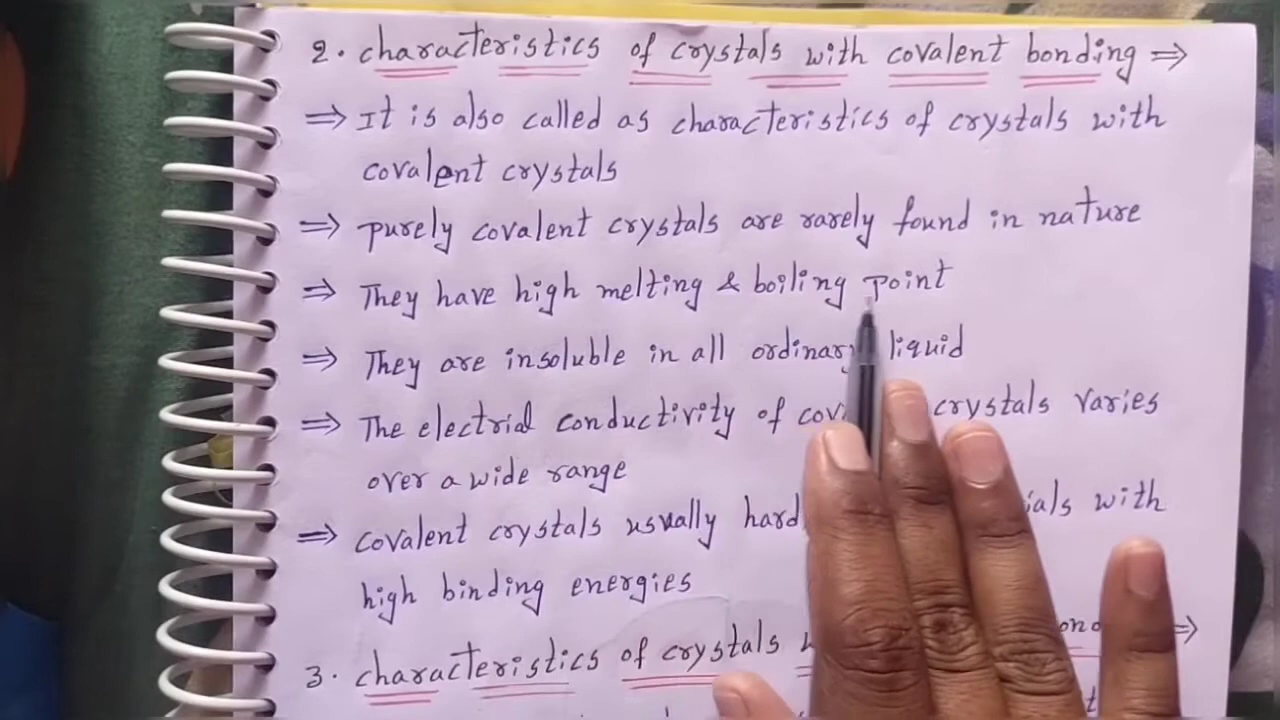 2. characteristics of crystals with covalent bonding ⇒
⇒ It is also called as characteristics of crystals with
covalent crystals
⇒ purely covalent crystals are rarely found in nature
⇒ They have high melting & boiling point
⇒ They are insoluble in all ordinary liquid
⇒ The electrial conductivity of cov crystals varies
over a wide range
⇒ covalent crystals usually hard ials with
high binding energies
3. characteristics of crystals ⇒